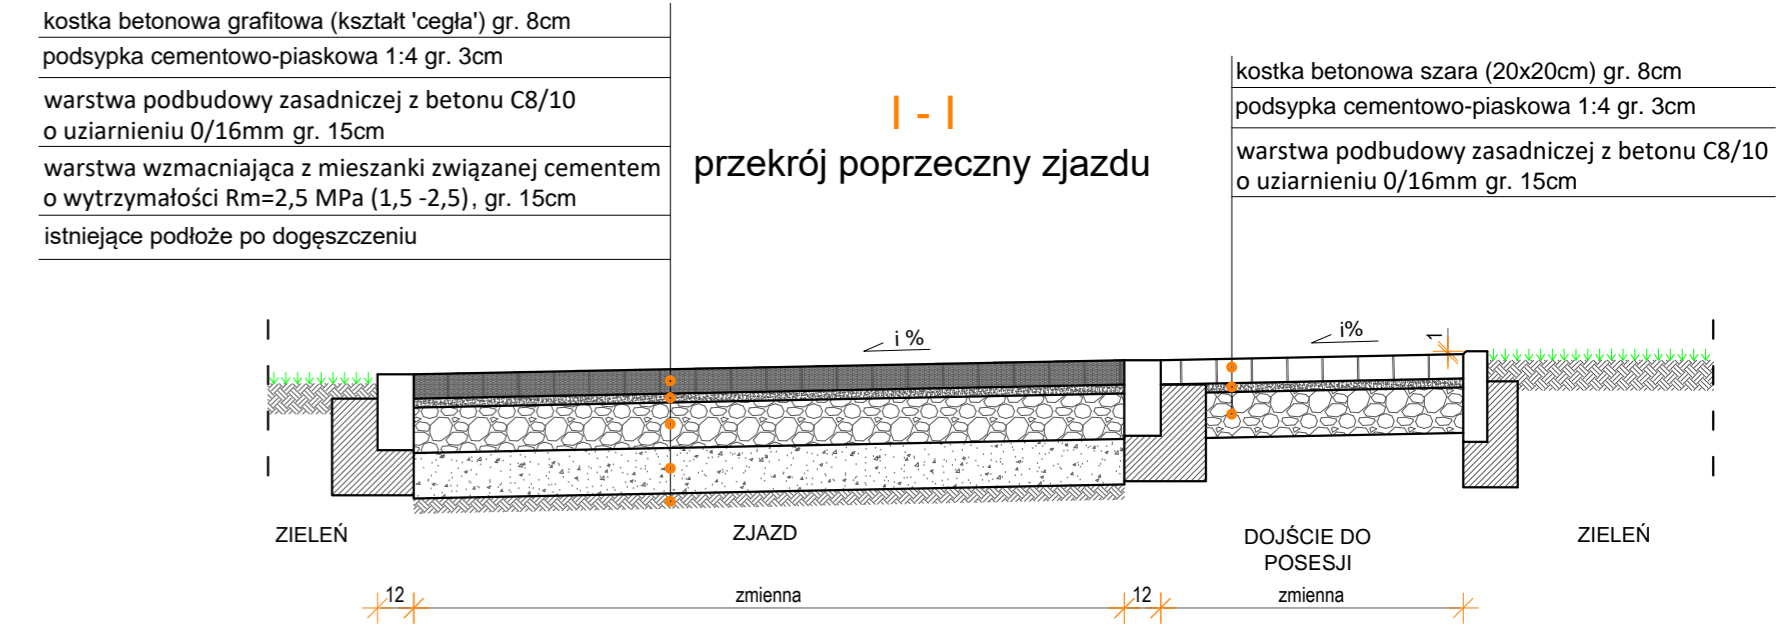 kostka betonowa grafitowa (kształt 'cegła') gr. 8cm
podsypka cementowo-piaskowa 1:4 gr. 3cm
warstwa podbudowy zasadniczej z betonu C8/10
o uziarnieniu 0/16mm gr. 15cm
warstwa wzmacniająca z mieszanki związanej cementem
o wytrzymałości Rm=2,5 MPa (1,5 -2,5), gr. 15cm
istniejące podłoże po dogęszczeniu
I - I
przekrój poprzeczny zjazdu
kostka betonowa szara (20x20cm) gr. 8cm
podsypka cementowo-piaskowa 1:4 gr. 3cm
warstwa podbudowy zasadniczej z betonu C8/10
o uziarnieniu 0/16mm gr. 15cm
i %
i%
1
ZIELEŃ
ZJAZD
DOJŚCIE DO
POSESJI
ZIELEŃ
12
zmienna
12
zmienna